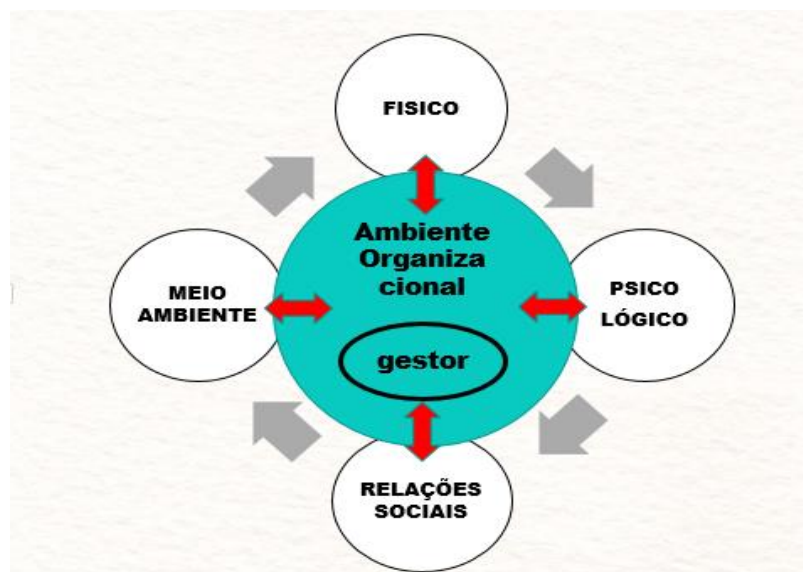 FISICO
Ambiente
Organiza
cional
MEIO
AMBIENTE
PSICO
LÓGICO
gestor
RELAÇÕES
SOCIAIS